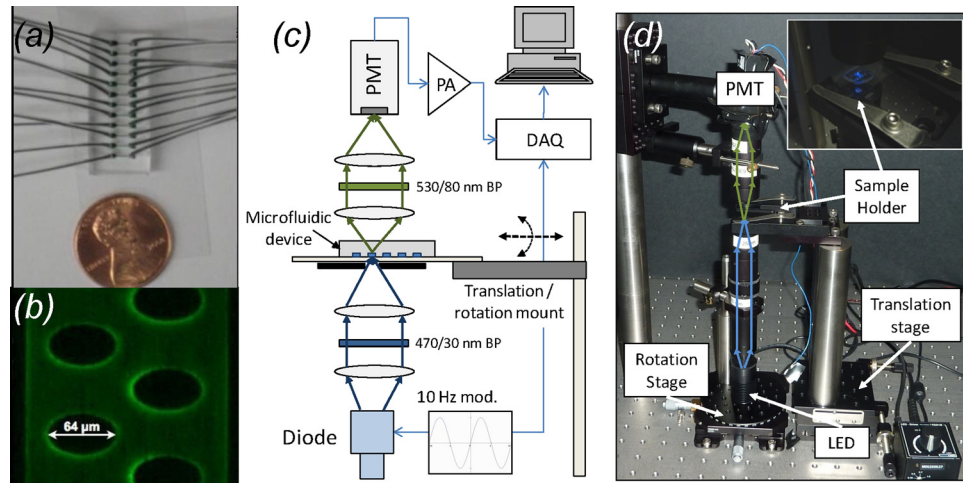 (a)
(b)
64 µm
(c)
PMT
PA
DAQ
530/80 nm BP
Microfluidic
device
Translation /
rotation mount
470/30 nm BP
10 Hz mod.
Diode
(d)
PMT
Sample
Holder
Translation
stage
Rotation
Stage
LED